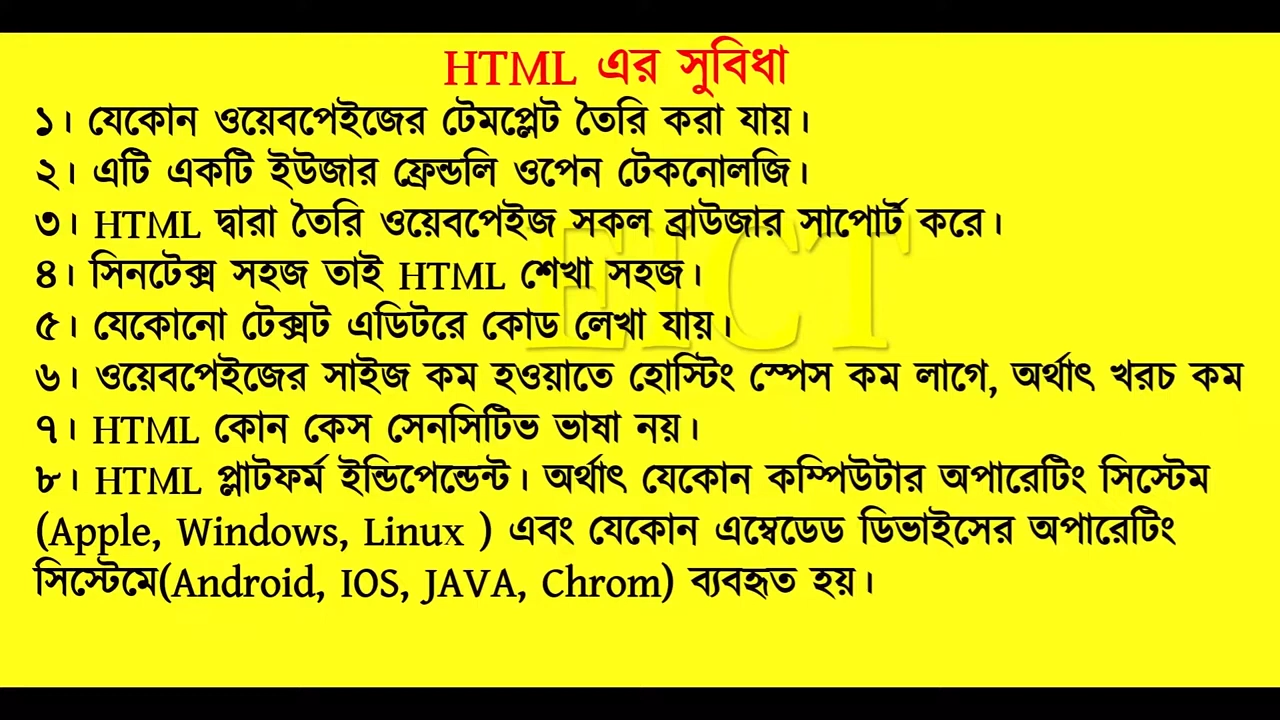 HTML এর সুবিধা
১। যেকোন ওয়েবপেইজের টেমপ্লেট তৈরি করা যায়।
২। এটি একটি ইউজার ফ্রেন্ডলি ওপেন টেকনোলজি।
৩। HTML দ্বারা তৈরি ওয়েবপেইজ সকল ব্রাউজার সাপোর্ট করে।
৪। সিনটেক্স সহজ তাই HTML শেখা সহজ।
৫। যেকোনো টেক্সট এডিটরে কোড লেখা যায়।
৬। ওয়েবপেইজের সাইজ কম হওয়াতে হোস্টিং স্পেস কম লাগে, অর্থাৎ খরচ কম
৭। HTML কোন কেস সেনসিটিভ ভাষা নয়।
৮। HTML প্লাটফর্ম ইন্ডিপেন্ডেন্ট। অর্থাৎ যেকোন কম্পিউটার অপারেটিং সিস্টেম
(Apple, Windows, Linux ) এবং যেকোন এম্বেডেড ডিভাইসের অপারেটিং
সিস্টেমে(Android, IOS, JAVA, Chrom) ব্যবহৃত হয়।
EICT